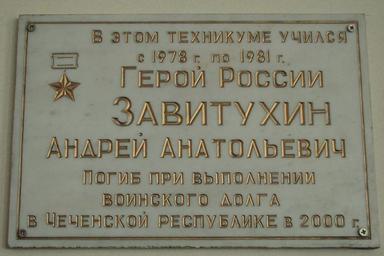 В этом техникуме учился
с 1978 г. по 1981 г.
Герой России
Завитухин
Андрей Анатольевич
Погиб при выполнении
воинского долга
в Чеченской республике в 2000 г.